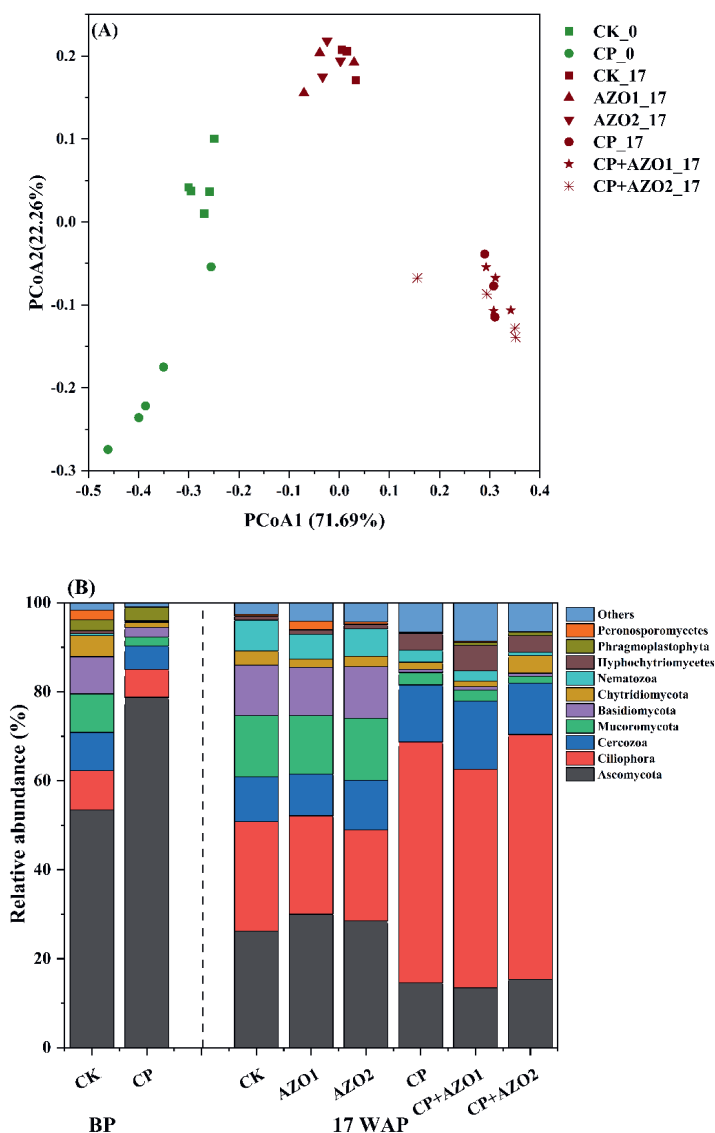 (A)
0.2
0.1
0.0
-0.1
-0.2
-0.3
PCoA2(22.26%)
-0.5 -0.4 -0.3 -0.2 -0.1 0.0 0.1 0.2 0.3 0.4
PCoA1 (71.69%)
CK_0
CP_0
CK_17
AZO1_17
AZO2_17
CP_17
CP+AZO1_17
CP+AZO2_17
(B)
100
80
60
40
20
0
Relative abundance (%)
CK CP CK AZO1 AZO2 CP CP+AZO1 CP+AZO2
BP 17 WAP
Others
Peronosporomycetes
Phragmoplastophyta
Hyphochytriomycetes
Nematozoa
Chytridiomycota
Basidiomycota
Mucoromycota
Cercozoa
Ciliophora
Ascomycota